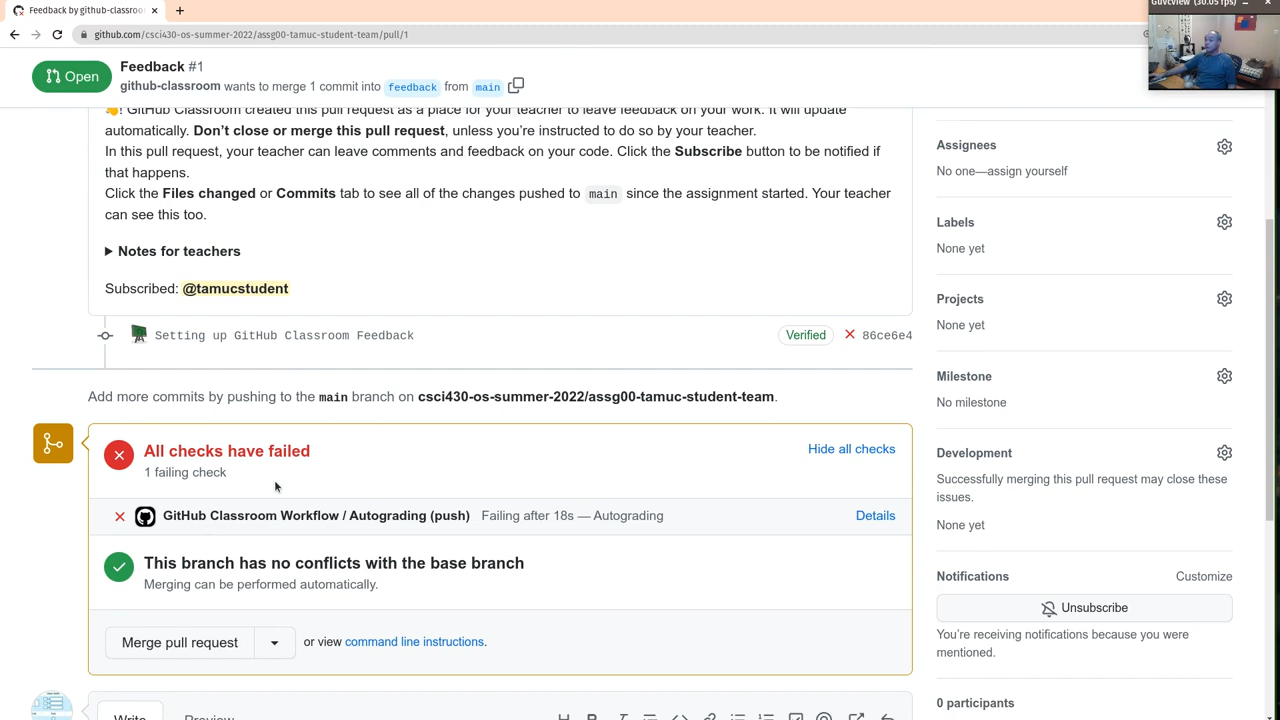 Feedback by github-classroom
Guvcview (30.05 fps)
github.com/csci430-os-summer-2022/assg00-tamuc-student-team/pull/1
Open
Feedback #1
github-classroom wants to merge 1 commit into feedback from main
! GitHub Classroom created this pull request as a place for your teacher to leave feedback on your work. It will update
automatically. Don’t close or merge this pull request, unless you’re instructed to do so by your teacher.
In this pull request, your teacher can leave comments and feedback on your code. Click the Subscribe button to be notified if
that happens.
Click the Files changed or Commits tab to see all of the changes pushed to main since the assignment started. Your teacher
can see this too.
Notes for teachers
Subscribed: @tamucstudent
Setting up GitHub Classroom Feedback
Verified
86ce6e4
Add more commits by pushing to the main branch on csci430-os-summer-2022/assg00-tamuc-student-team.
All checks have failed
1 failing check
Hide all checks
GitHub Classroom Workflow / Autograding (push) Failing after 18s — Autograding
Details
This branch has no conflicts with the base branch
Merging can be performed automatically.
Merge pull request
or view command line instructions.
Write
Preview
Assignees
No one—assign yourself
Labels
None yet
Projects
None yet
Milestone
No milestone
Development
Successfully merging this pull request may close these
issues.
None yet
Notifications
Customize
Unsubscribe
You’re receiving notifications because you were
mentioned.
0 participants